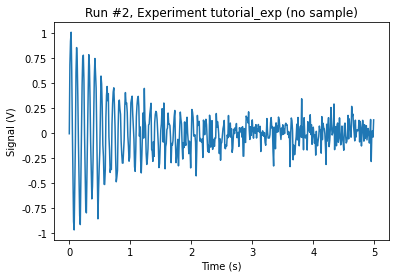 Run #2, Experiment tutorial_exp (no sample)
Signal (V)
1
0.75
0.5
0.25
0
-0.25
-0.5
-0.75
-1
0 1 2 3 4 5
Time (s)